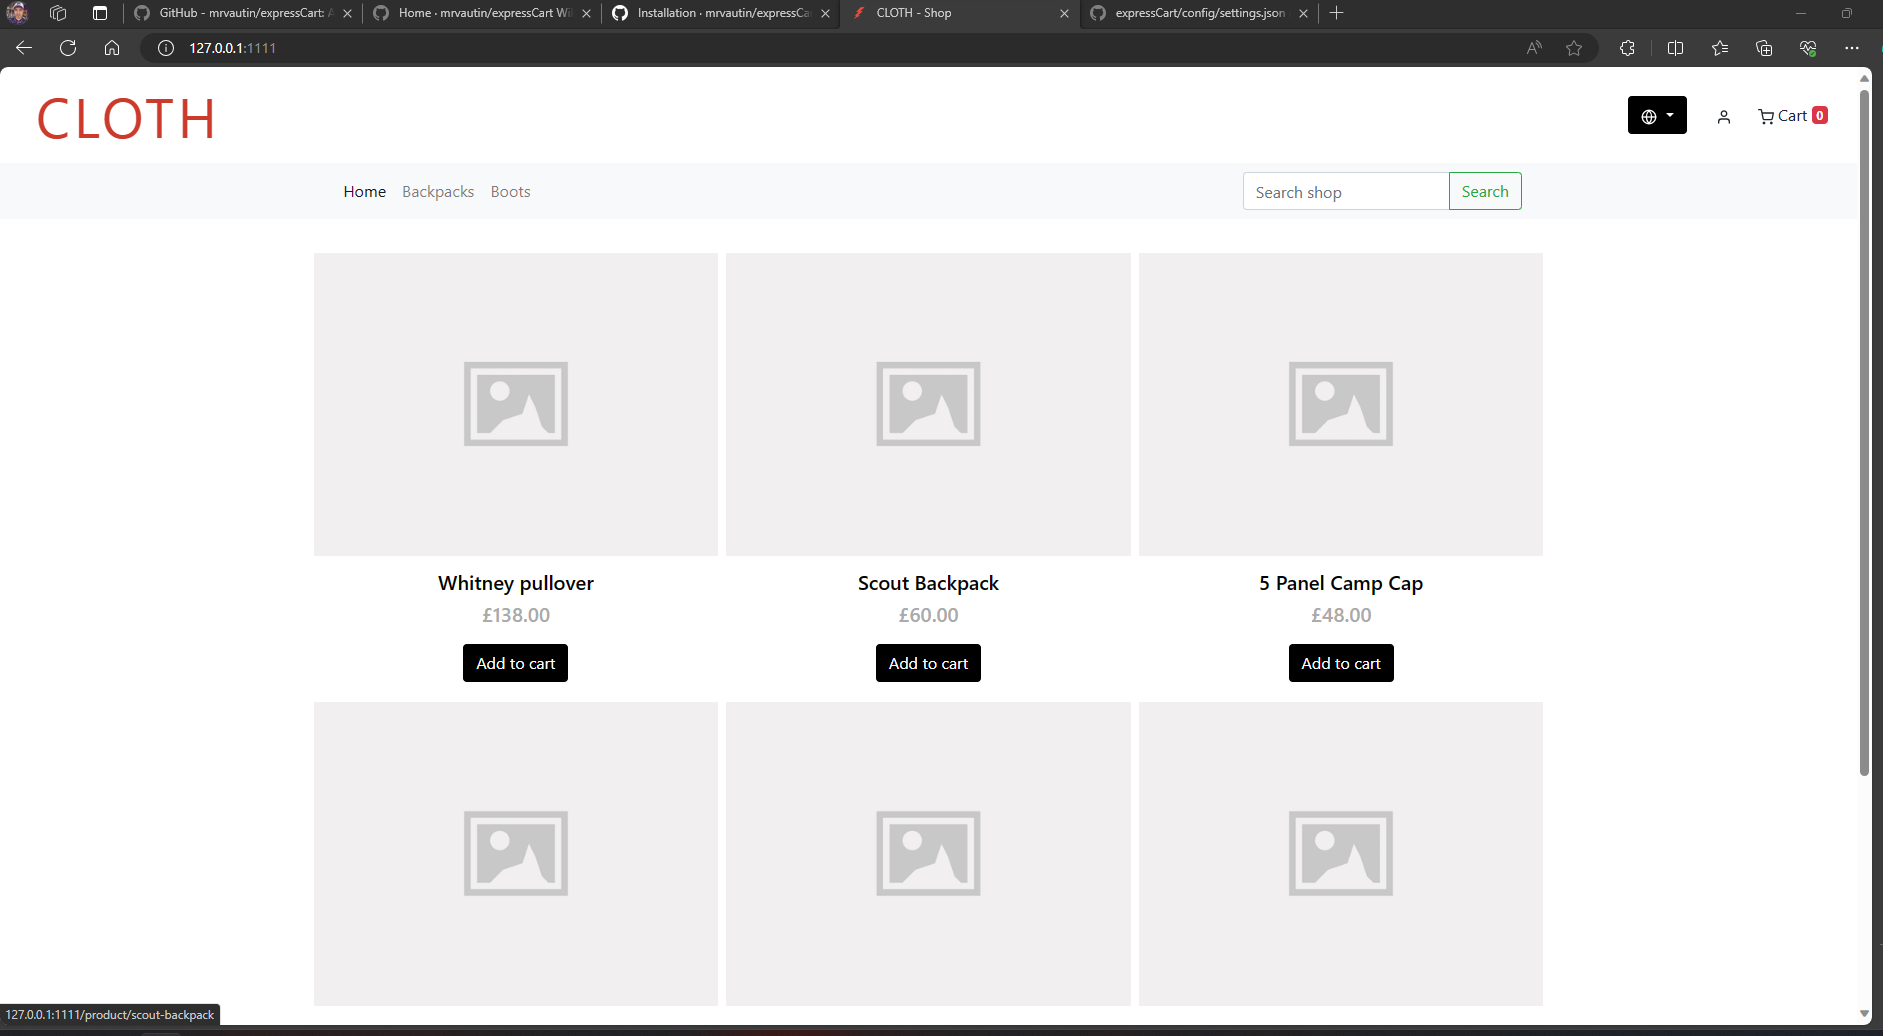 GitHub - mrvautin/expressCart: A
Home · mrvautin/expressCart Wi
Installation · mrvautin/expressCa
CLOTH - Shop
expressCart/config/settings.json
127.0.0.1:1111
CLOTH
Cart 0
Home Backpacks Boots
Search shop Search
Whitney pullover
£138.00
Add to cart
Scout Backpack
£60.00
Add to cart
5 Panel Camp Cap
£48.00
Add to cart
127.0.0.1:1111/product/scout-backpack